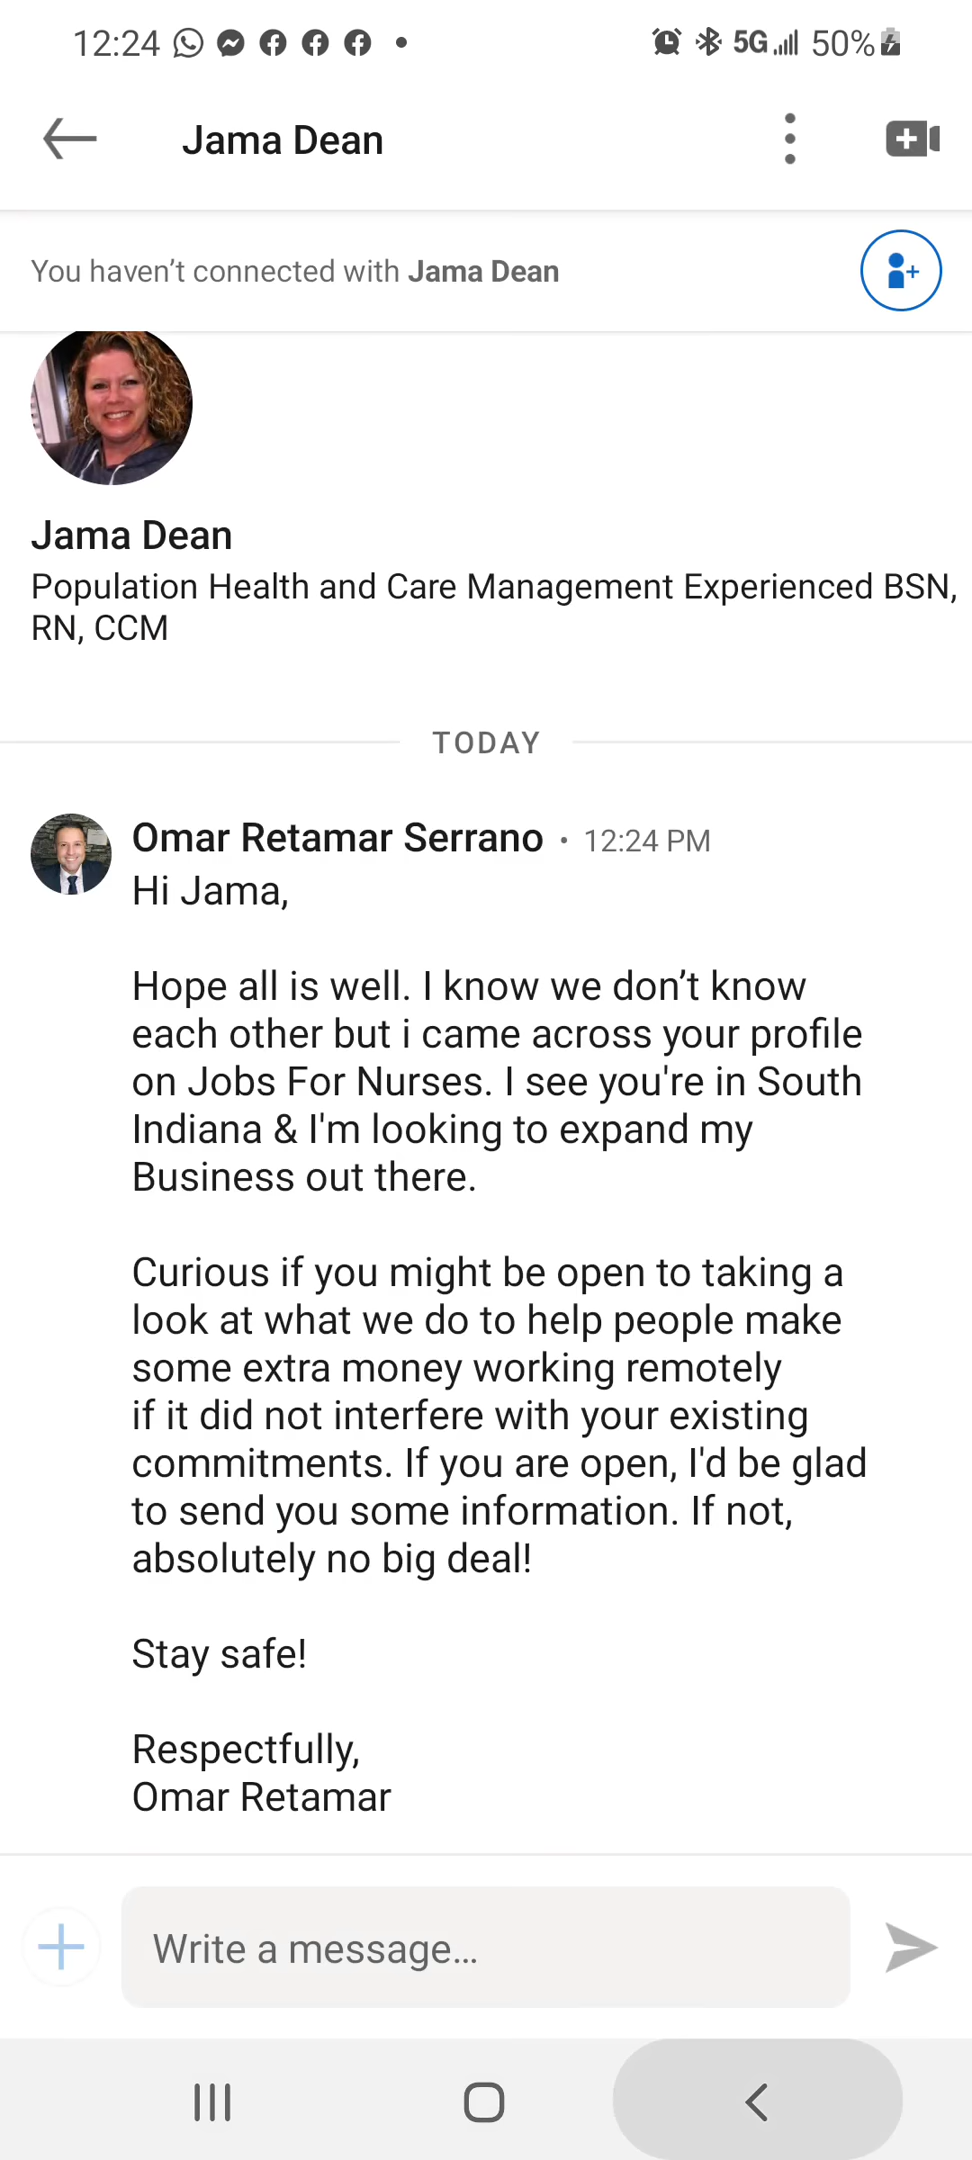 12:24
5G 50%
Jama Dean
You haven’t connected with Jama Dean
Jama Dean
Population Health and Care Management Experienced BSN,
RN, CCM
TODAY
Omar Retamar Serrano • 12:24 PM
Hi Jama,
Hope all is well. I know we don’t know
each other but i came across your profile
on Jobs For Nurses. I see you're in South
Indiana & I'm looking to expand my
Business out there.
Curious if you might be open to taking a
look at what we do to help people make
some extra money working remotely
if it did not interfere with your existing
commitments. If you are open, I'd be glad
to send you some information. If not,
absolutely no big deal!
Stay safe!
Respectfully,
Omar Retamar
Write a message...